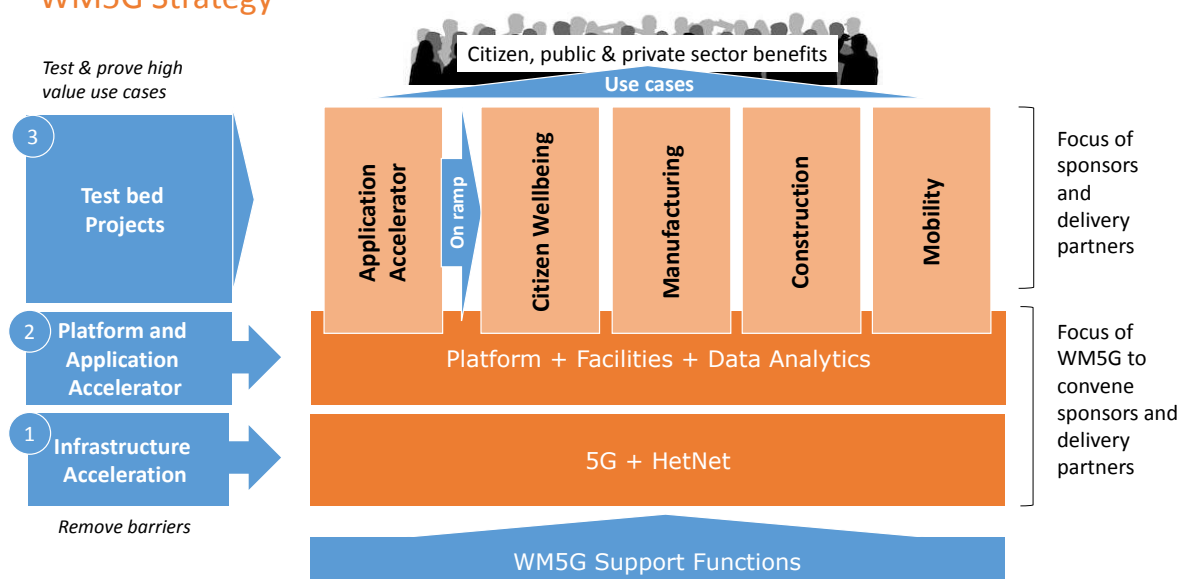 WM5G Strategy
Citizen, public & private sector benefits
Use cases
Test & prove high
value use cases
3
Test bed
Projects
Application
Accelerator
On ramp
Citizen Wellbeing
Manufacturing
Construction
Mobility
Focus of
sponsors
and
delivery
partners
2
Platform and
Application
Accelerator
Platform + Facilities + Data Analytics
Focus of
WM5G to
convene
sponsors and
delivery
partners
1
Infrastructure
Acceleration
5G + HetNet
Remove barriers
WM5G Support Functions